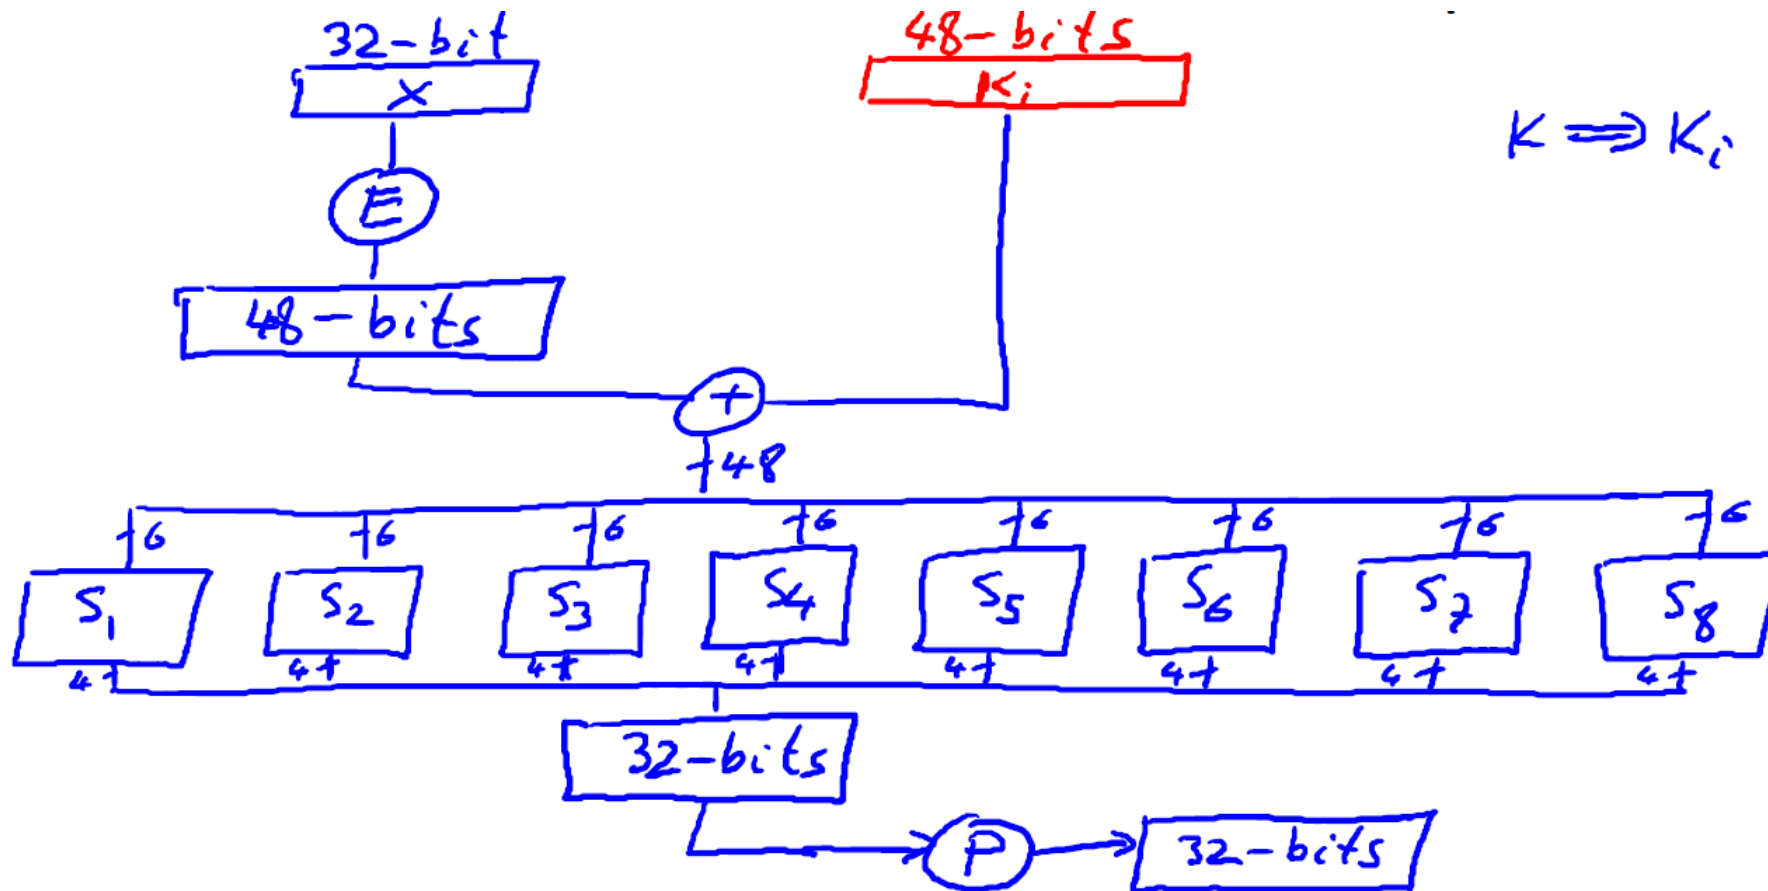 32-bit
48-bits
X
Ki
K ⇒ Ki
E
48-bits
+
48
6 6 6 6 6 6 6 6
S1 S2 S3 S4 S5 S6 S7 S8
4 4 4 4 4 4 4 4
32-bits
P
32-bits